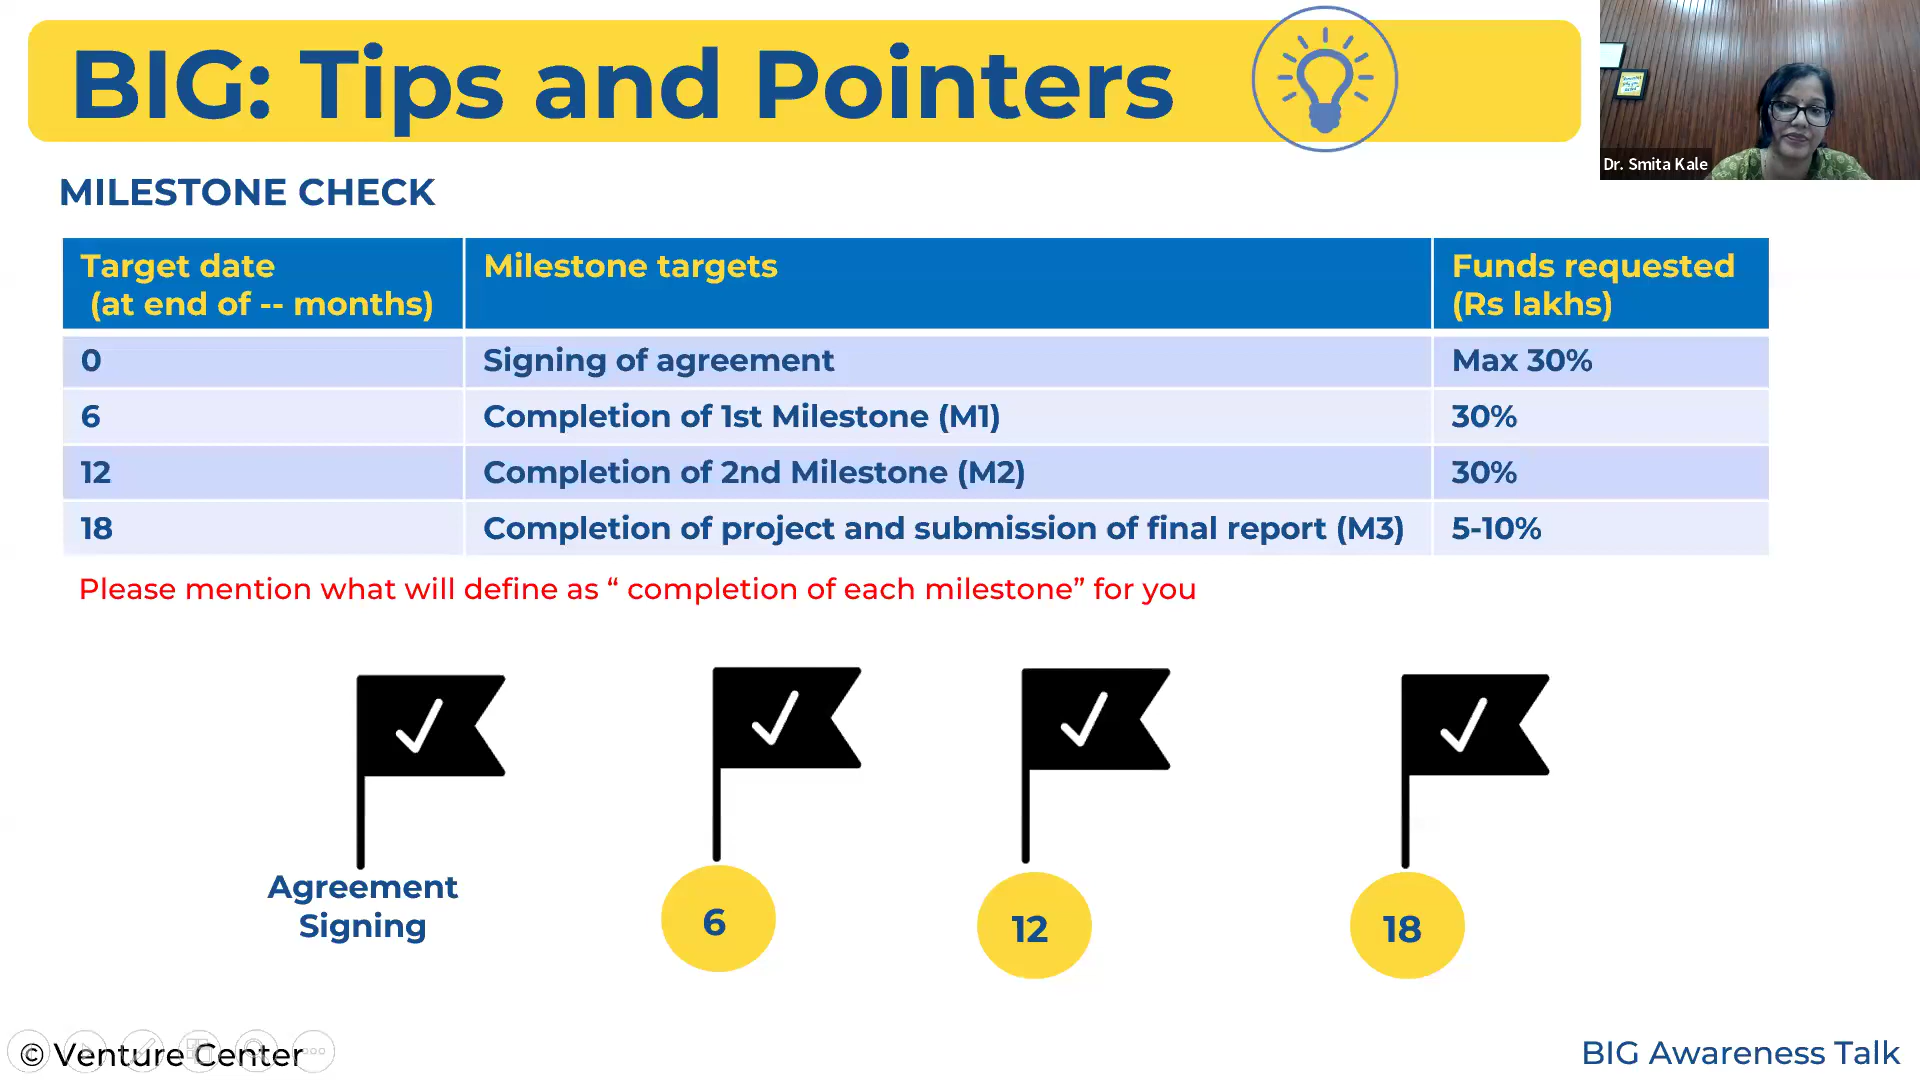 BIG: Tips and Pointers
Dr. Smita Kale
MILESTONE CHECK
Target date
(at end of -- months)
Milestone targets
Funds requested
(Rs lakhs)
0
Signing of agreement
Max 30%
6
Completion of 1st Milestone (M1)
30%
12
Completion of 2nd Milestone (M2)
30%
18
Completion of project and submission of final report (M3)
5-10%
Please mention what will define as “ completion of each milestone” for you
Agreement
Signing
6
12
18
© Venture Center
BIG Awareness Talk